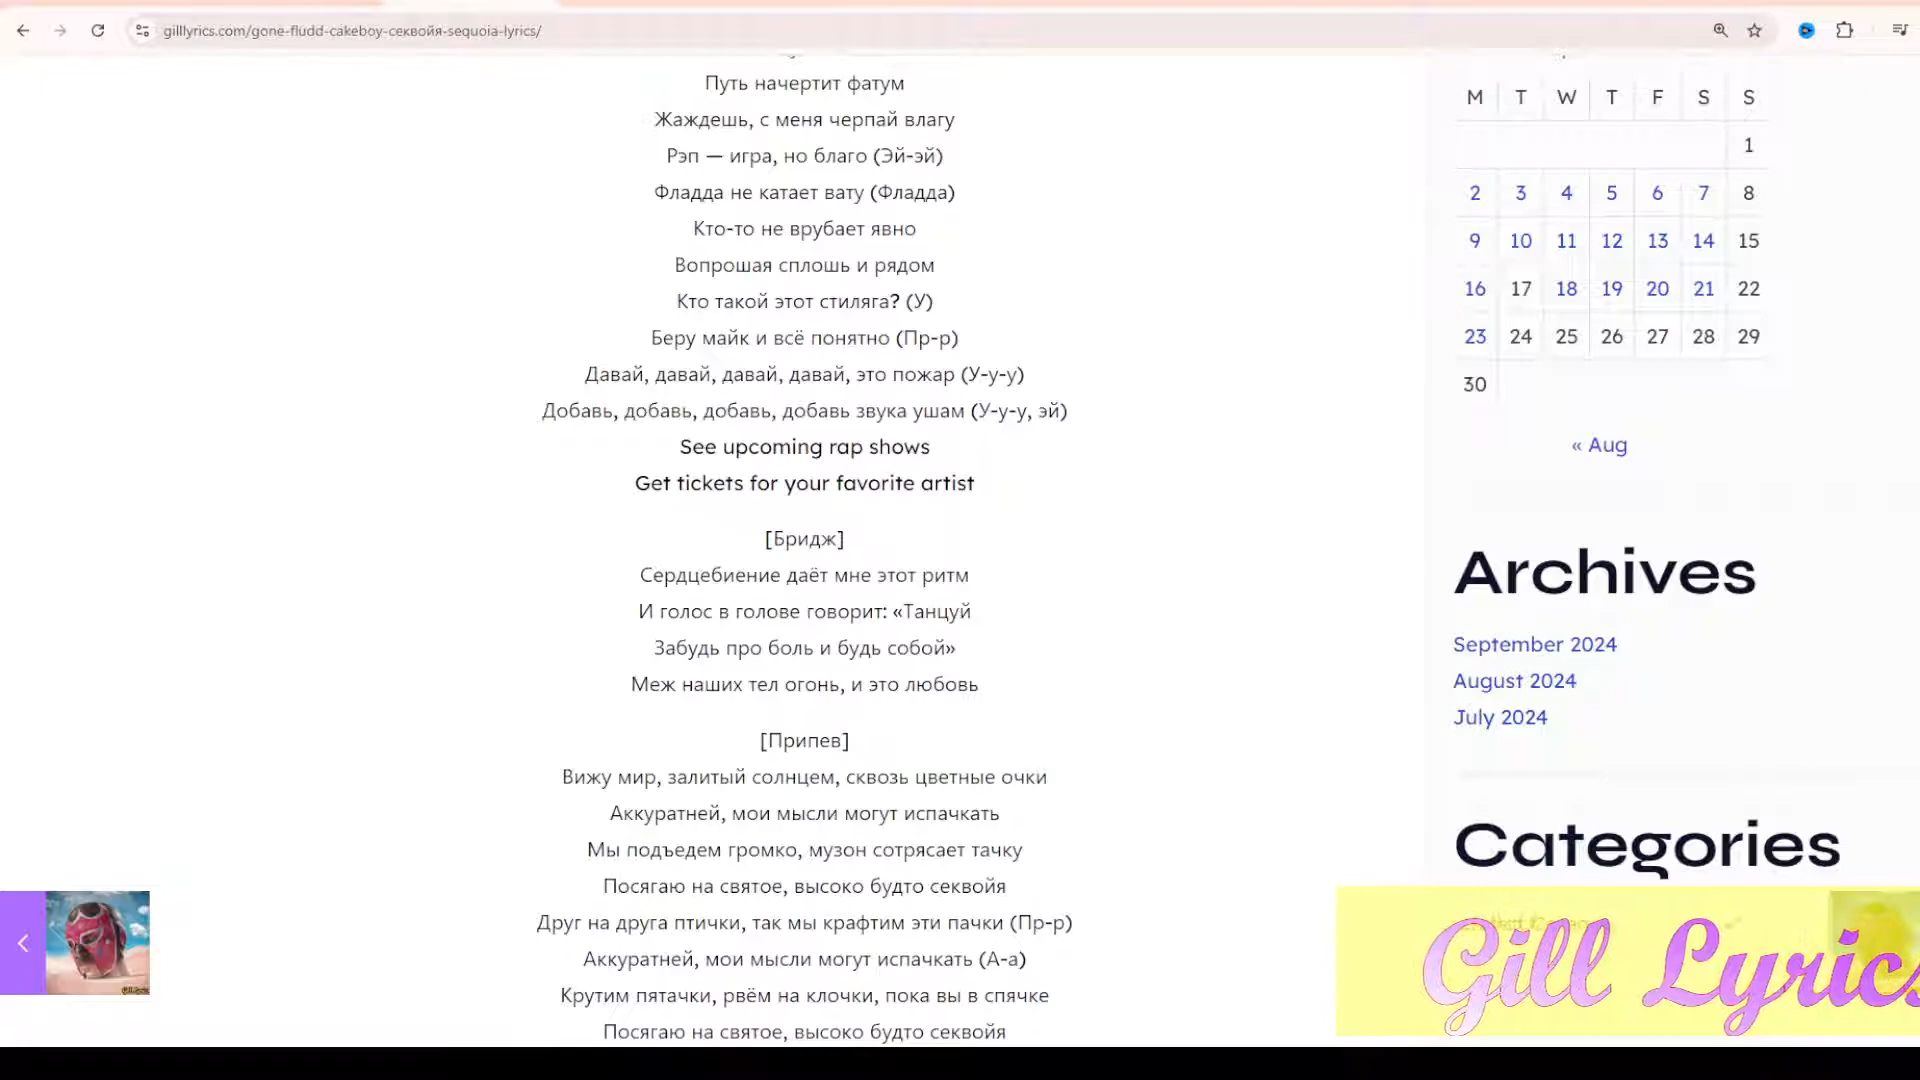 gilllyrics.com/gone-fludd-cakeboy-секвойя-sequoia-lyrics/
Путь начертит фатум
Жаждешь, с меня черпай влагу
Рэп — игра, но благо (Эй-эй)
Фладда не катает вату (Фладда)
Кто-то не врубает явно
Вопрошая сплошь и рядом
Кто такой этот стиляга? (У)
Беру майк и всё понятно (Пр-р)
Давай, давай, давай, давай, это пожар (У-у-у)
Добавь, добавь, добавь, добавь звука ушам (У-у-у, эй)
See upcoming rap shows
Get tickets for your favorite artist
[Бридж]
Сердцебиение даёт мне этот ритм
И голос в голове говорит: «Танцуй
Забудь про боль и будь собой»
Меж наших тел огонь, и это любовь
[Припев]
Вижу мир, залитый солнцем, сквозь цветные очки
Аккуратней, мои мысли могут испачкать
Мы подъедем громко, музон сотрясает тачку
Посягаю на святое, высоко будто секвойя
Друг на друга птички, так мы крафтим эти пачки (Пр-р)
Аккуратней, мои мысли могут испачкать (А-а)
Крутим пятачки, рвём на клочки, пока вы в спячке
Посягаю на святое, высоко будто секвойя
M T W T F S S
1
2 3 4 5 6 7 8
9 10 11 12 13 14 15
16 17 18 19 20 21 22
23 24 25 26 27 28 29
30
« Aug
Archives
September 2024
August 2024
July 2024
Categories
Gill Lyrics